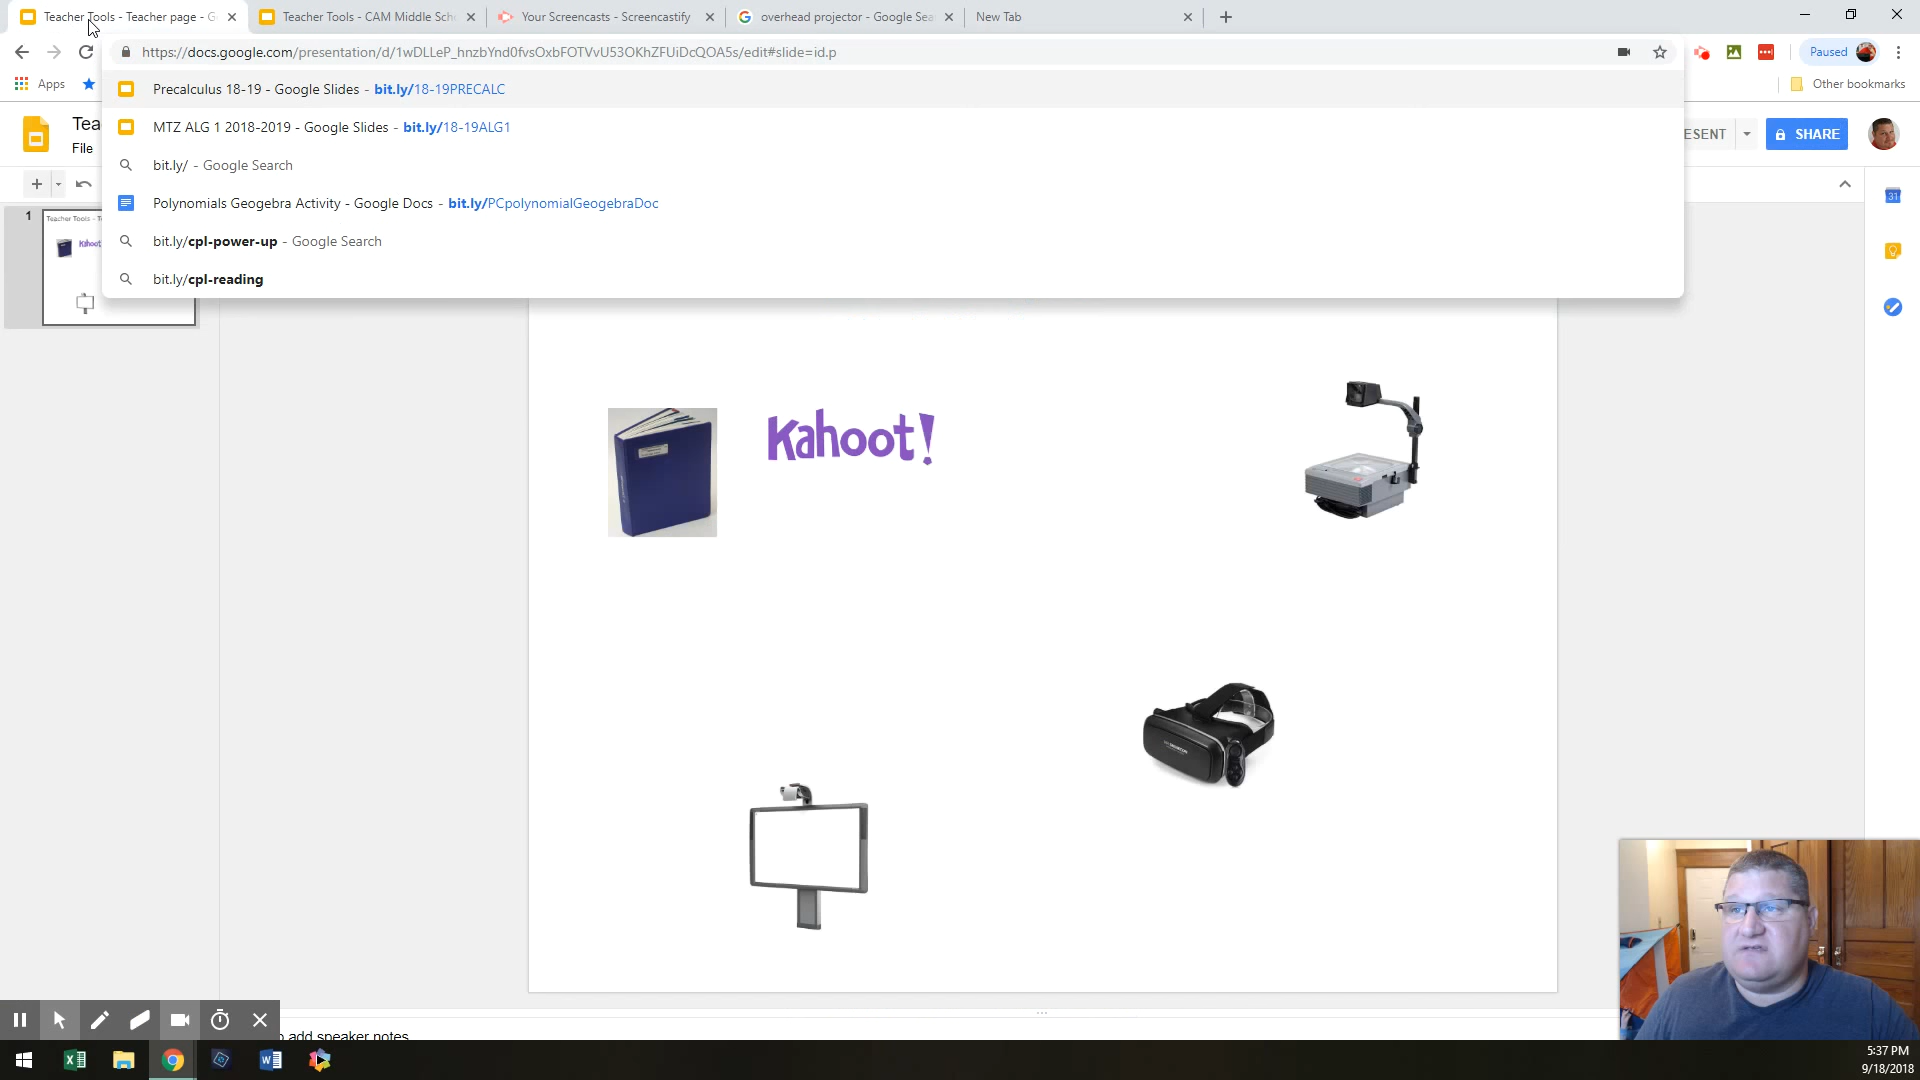 Teacher Tools - Teacher page - G
Teacher Tools - CAM Middle Sch
Your Screencasts - Screencastify
overhead projector - Google Sea
New Tab
https://docs.google.com/presentation/d/1wDLLeP_hnzbYnd0fvsOxbFOTVvU53OKhZFUiDcQOA5s/edit#slide=id.p
Paused
Apps
Other bookmarks
Precalculus 18-19 - Google Slides - bit.ly/18-19PRECALC
MTZ ALG 1 2018-2019 - Google Slides - bit.ly/18-19ALG1
bit.ly/ - Google Search
Polynomials Geogebra Activity - Google Docs - bit.ly/PCpolynomialGeogebraDoc
bit.ly/cpl-power-up - Google Search
bit.ly/cpl-reading
Tea
File
ESENT
SHARE
31
1
Teacher Tools - T
Kahoot
Kahoot!
o add speaker notes
5:37 PM
9/18/2018